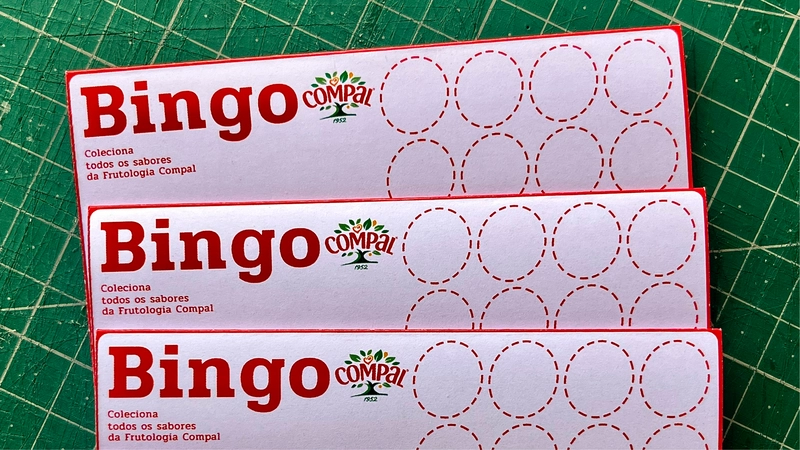 Bingo COMPAL
1952
Coleciona
todos os sabores
da Frutologia Compal
Bingo COMPAL
1952
Coleciona
todos os sabores
da Frutologia Compal
Bingo COMPAL
1952
Coleciona
todos os sabores
da Frutologia Compal